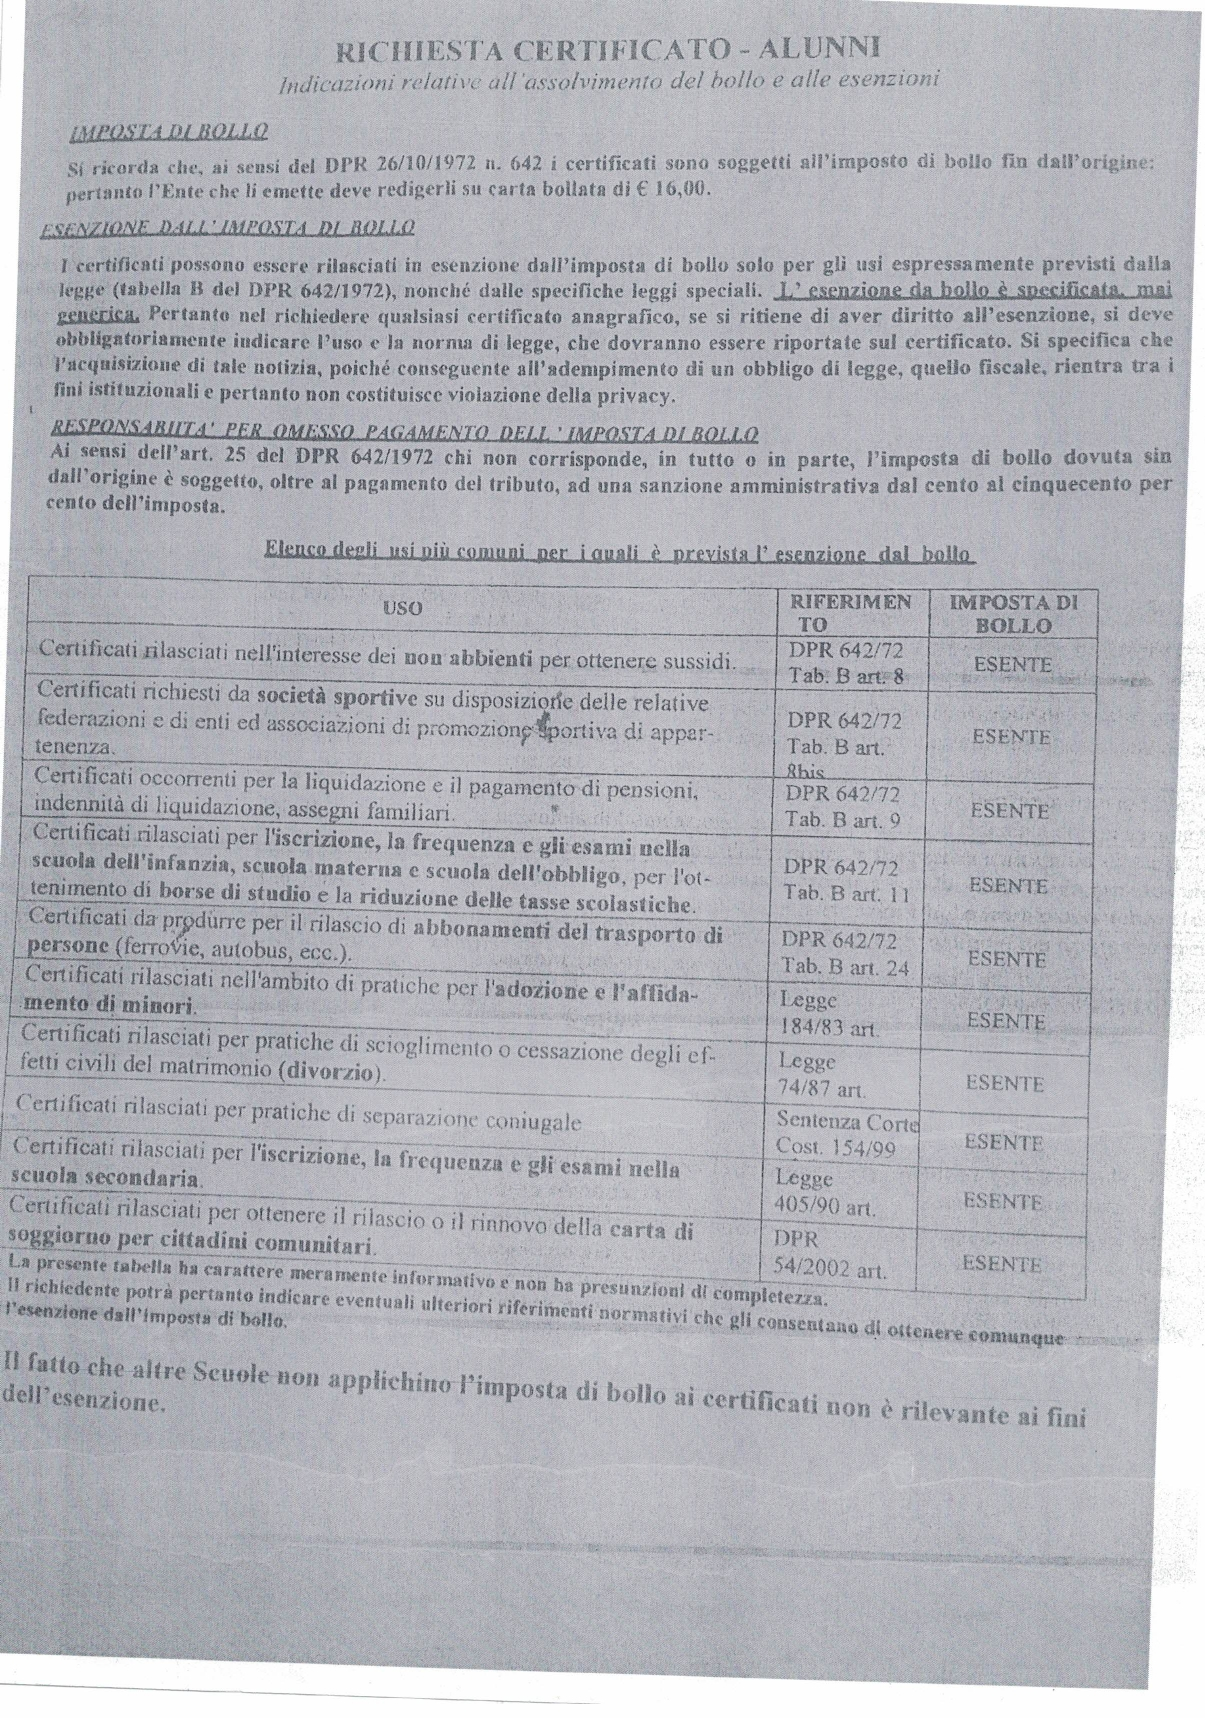 RICHIESTA CERTIFICATO - ALUNNI
Indicazioni relative all'assolvimento del bollo e alle esenzioni
IMPOSTA DI BOLLO
Si ricorda che, ai sensi del DPR 26/10/1972 n. 642 i certificati sono soggetti all'imposto di bollo fin dall'origine:
pertanto l'Ente che li emette deve redigerli su carta bollata di € 16,00.
ESENZIONE DALL' IMPOSTA DI BOLLO
I certificati possono essere rilasciati in esenzione dall'imposta di bollo solo per gli usi espressamente previsti dalla
legge (tabella B del DPR 642/1972), nonché dalle specifiche leggi speciali. L' esenzione da bollo è specificata, mai
generica. Pertanto nel richiedere qualsiasi certificato anagrafico, se si ritiene di aver diritto all'esenzione, si deve
obbligatoriamente indicare l'uso e la norma di legge, che dovranno essere riportate sul certificato. Si specifica che
l'acquisizione di tale notizia, poiché conseguente all'adempimento di un obbligo di legge, quello fiscale, rientra tra i
fini istituzionali e pertanto non costituisce violazione della privacy.
RESPONSABIITA' PER OMESSO PAGAMENTO DELL ' IMPOSTA DI BOLLO
Ai sensi dell'art. 25 del DPR 642/1972 chi non corrisponde, in tutto o in parte, l'imposta di bollo dovuta sin
dall'origine è soggetto, oltre al pagamento del tributo, ad una sanzione amministrativa dal cento al cinquecento per
cento dell'imposta.
Elenco degli usi più comuni per i quali è prevista l' esenzione dal bollo
USO
RIFERIMEN
TO
IMPOSTA DI
BOLLO
Certificati rilasciati nell'interesse dei non abbienti per ottenere sussidi.
DPR 642/72
Tab. B art. 8
ESENTE
Certificati richiesti da società sportive su disposizione delle relative
federazioni e di enti ed associazioni di promozione sportiva di appar-
tenenza.
DPR 642/72
Tab. B art.
8bis
ESENTE
Certificati occorrenti per la liquidazione e il pagamento di pensioni,
indennità di liquidazione, assegni familiari.
DPR 642/72
Tab. B art. 9
ESENTE
Certificati rilasciati per l'iscrizione, la frequenza e gli esami nella
scuola dell'infanzia, scuola materna e scuola dell'obbligo, per l'ot-
tenimento di borse di studio e la riduzione delle tasse scolastiche.
DPR 642/72
Tab. B art. 11
ESENTE
Certificati da produrre per il rilascio di abbonamenti del trasporto di
persone (ferrovie, autobus, ecc.).
DPR 642/72
Tab. B art. 24
ESENTE
Certificati rilasciati nell'ambito di pratiche per l'adozione e l'affida-
mento di minori.
Legge
184/83 art.
ESENTE
Certificati rilasciati per pratiche di scioglimento o cessazione degli ef-
fetti civili del matrimonio (divorzio).
Legge
74/87 art.
ESENTE
Certificati rilasciati per pratiche di separazione coniugale
Sentenza Corte
Cost. 154/99
ESENTE
Certificati rilasciati per l'iscrizione, la frequenza e gli esami nella
scuola secondaria.
Legge
405/90 art.
ESENTE
Certificati rilasciati per ottenere il rilascio o il rinnovo della carta di
soggiorno per cittadini comunitari.
DPR
54/2002 art.
ESENTE
La presente tabella ha carattere meramente informativo e non ha presunzioni di completezza.
Il richiedente potrà pertanto indicare eventuali ulteriori riferimenti normativi che gli consentano di ottenere comunque
l'esenzione dall'imposta di bollo.
Il fatto che altre Scuole non applichino l'imposta di bollo ai certificati non è rilevante ai fini
dell'esenzione.